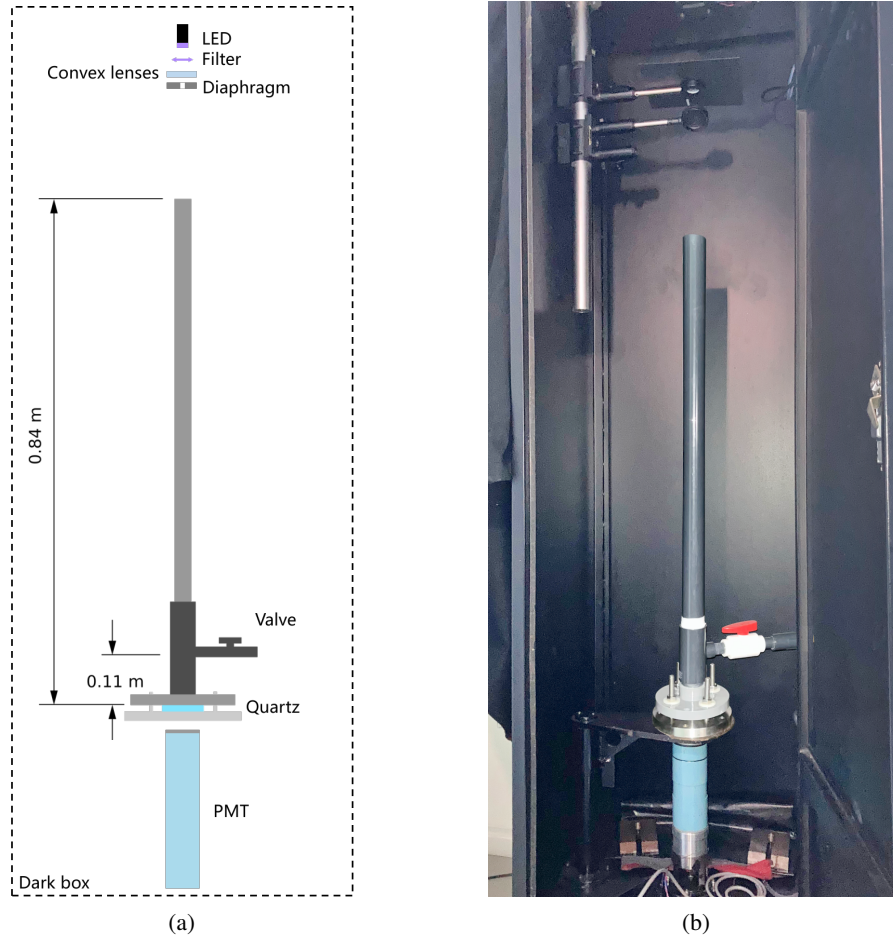 LED
Filter
Convex lenses
Diaphragm
0.84 m
Valve
0.11 m
Quartz
PMT
Dark box
(a)
(b)